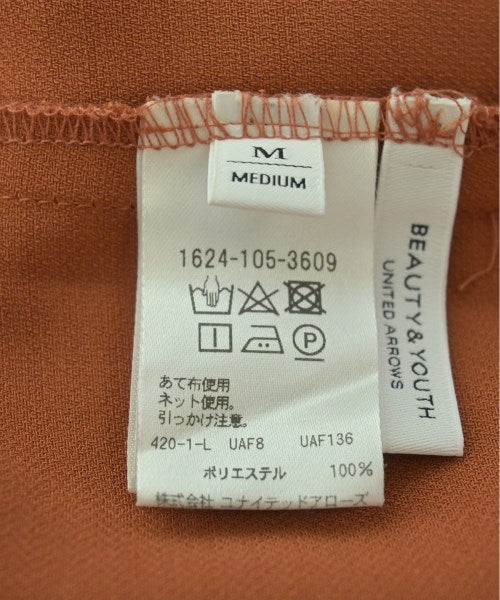 M
MEDIUM
1624-105-3609
P
あて布使用
ネット使用。
引っかけ注意。
420-1-L UAF8 UAF136
ポリエステル 100%
株式会社 ユナイテッドアローズ
BEAUTY&YOUTH
UNITED ARROWS